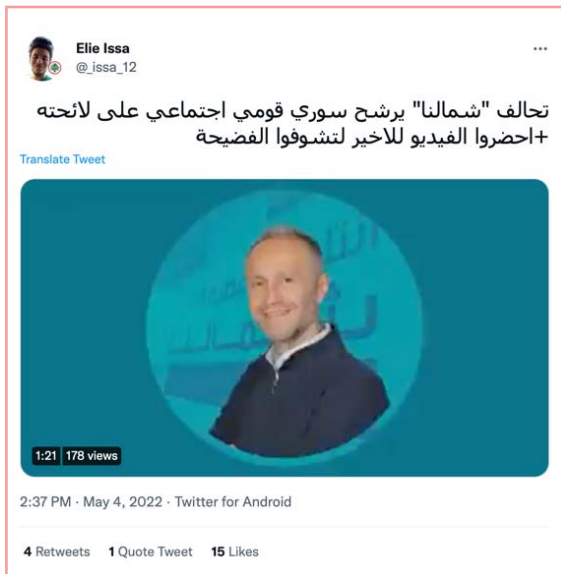 Elie Issa
@_issa_12
تحالف "شمالنا" يرشح سوري قومي اجتماعي على لائحته
+احضروا الفيديو للاخير لتشوفوا الفضيحة
Translate Tweet
شمالنا
1:21 178 views
2:37 PM · May 4, 2022 · Twitter for Android
4 Retweets 1 Quote Tweet 15 Likes